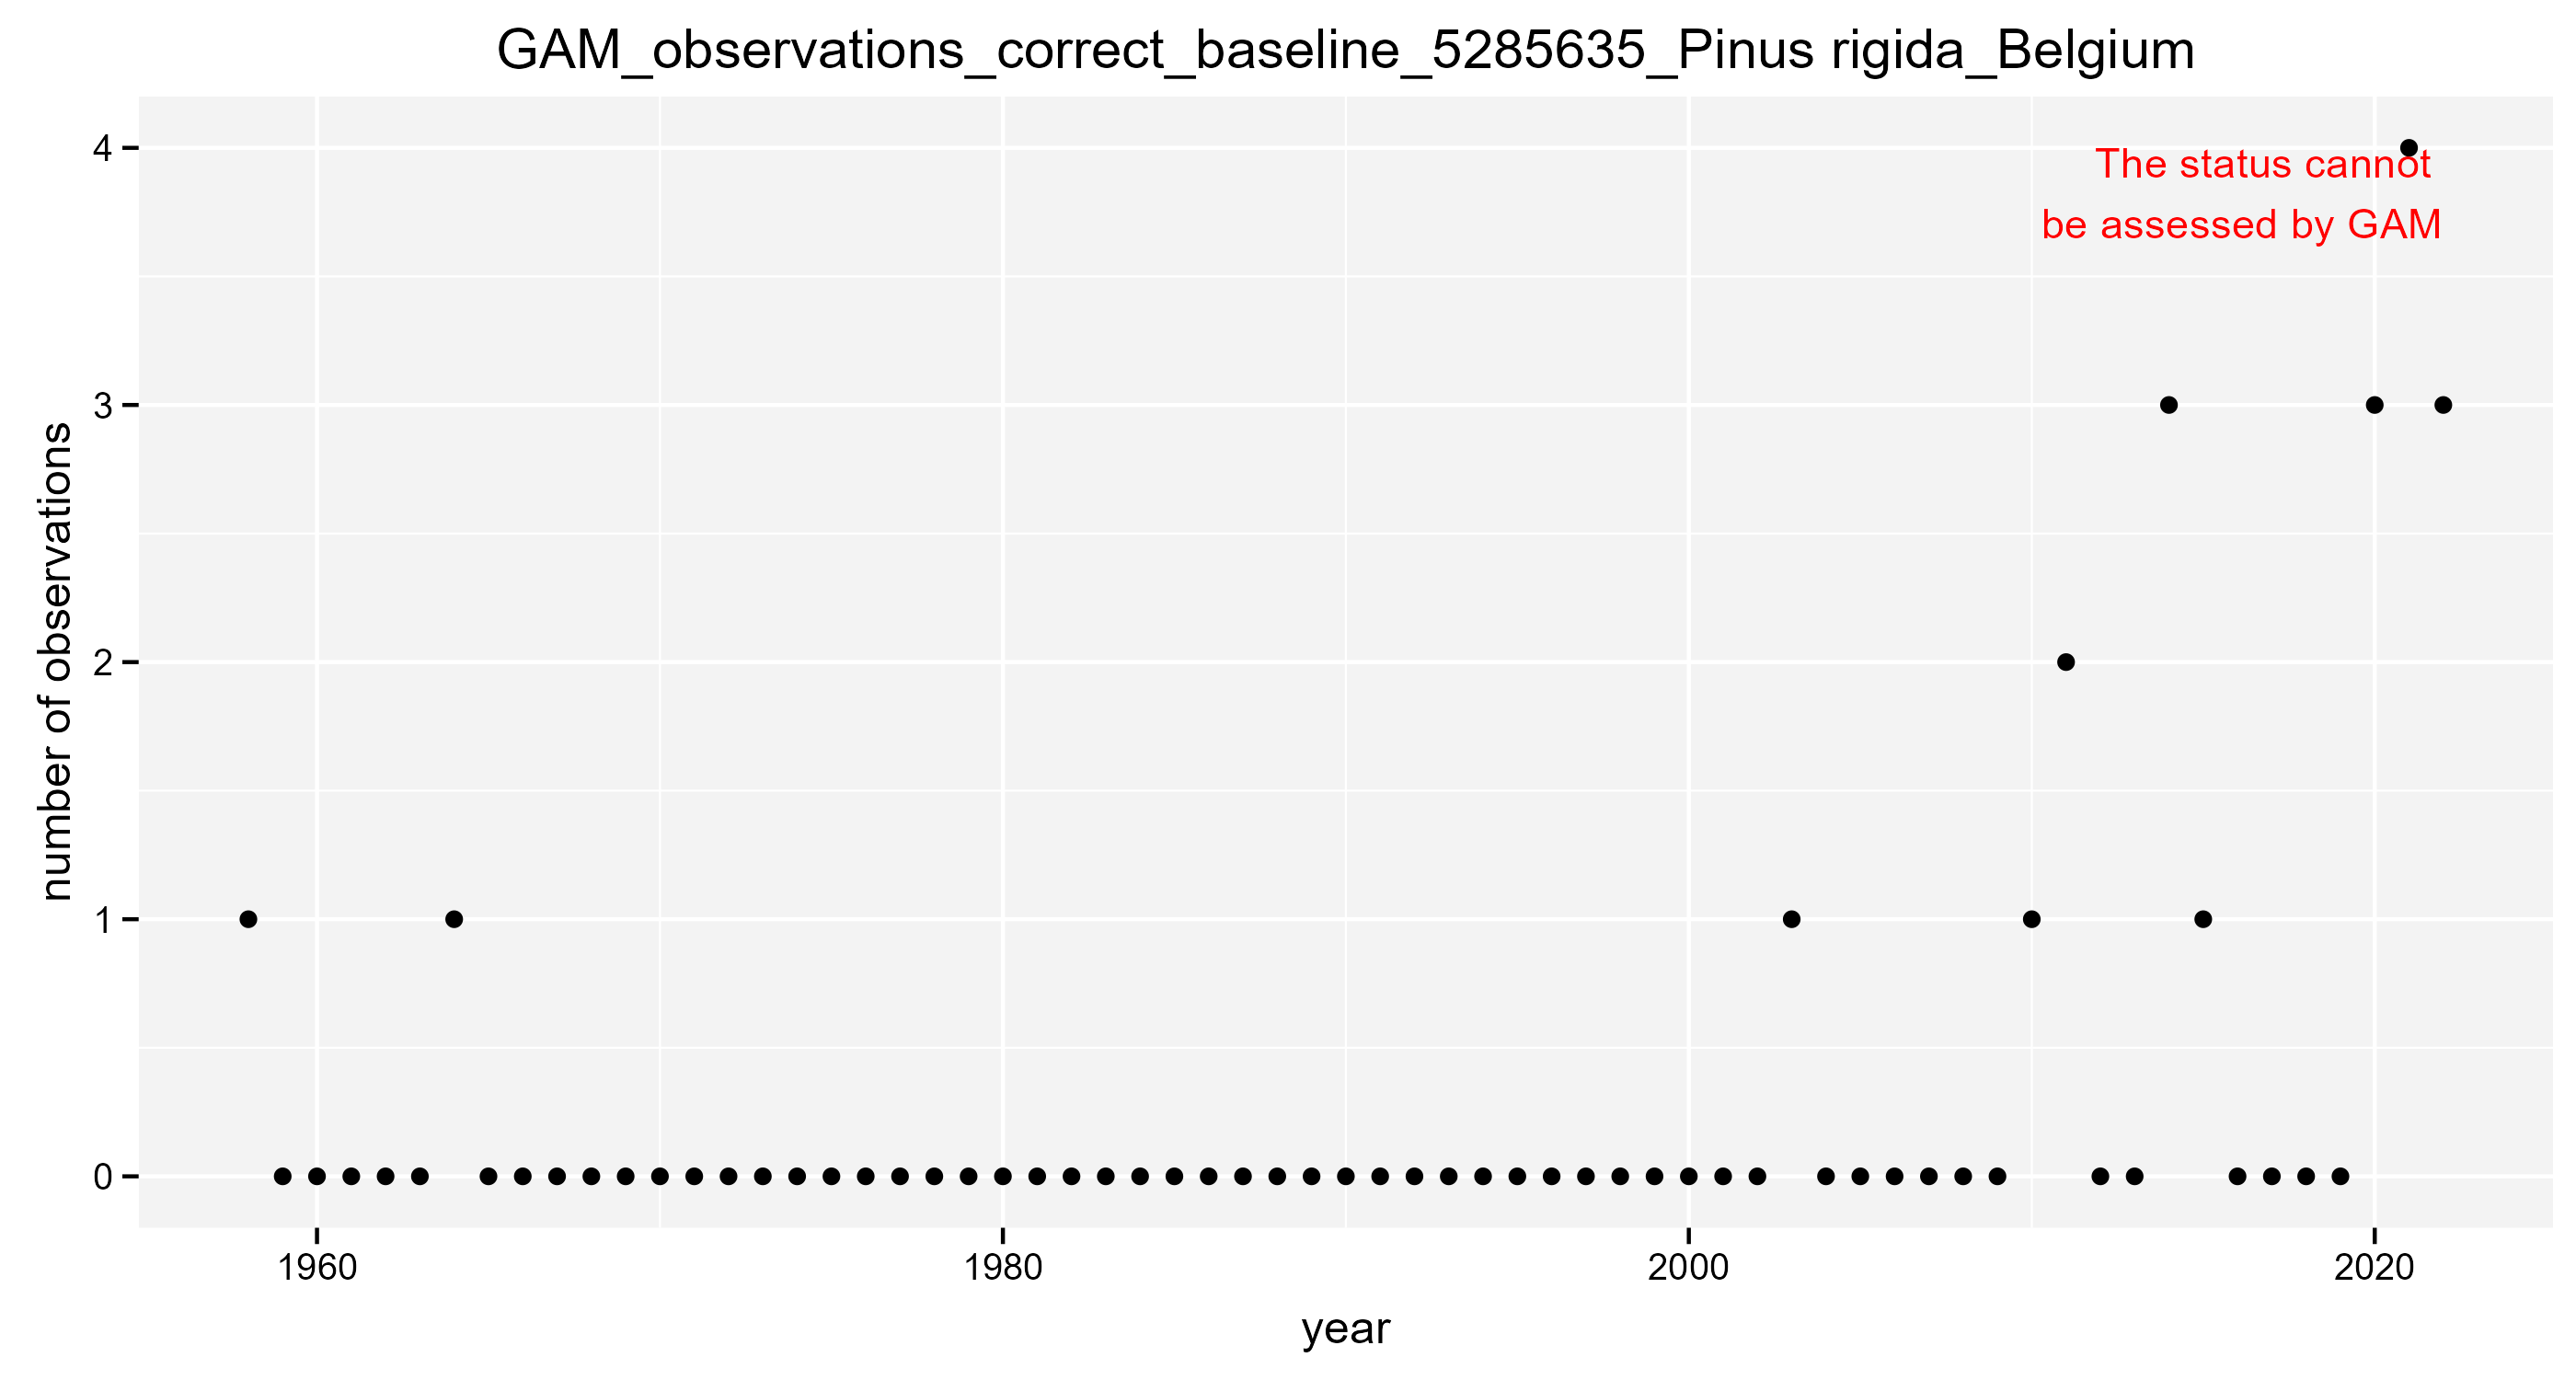 GAM_observations_correct_baseline_5285635_Pinus rigida_Belgium
4
The status cannot
be assessed by GAM
3
number of observations
2
1
0
1960
1980
2000
2020
year